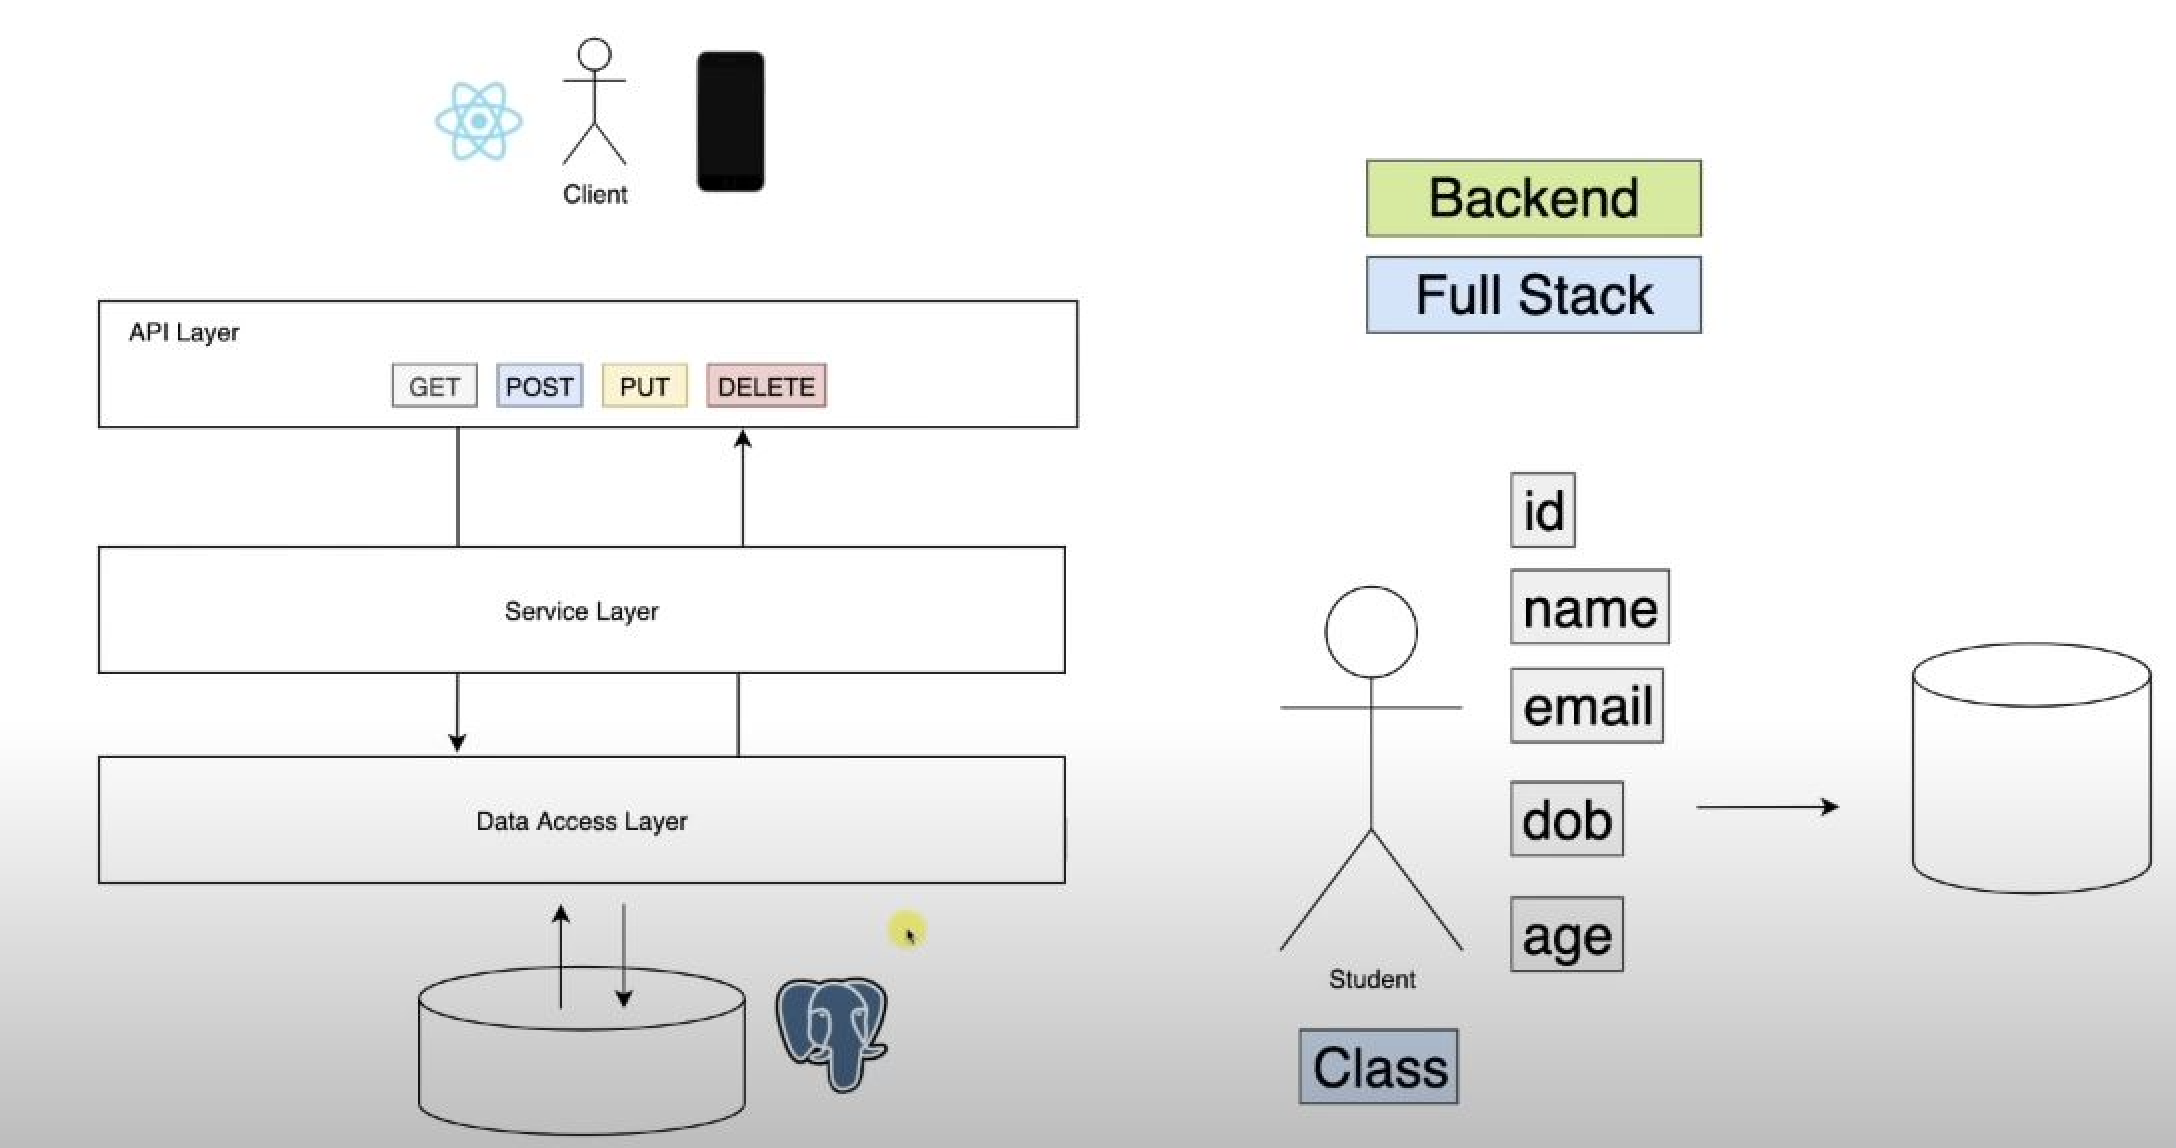 Client
API Layer
GET POST PUT DELETE
Service Layer
Data Access Layer
Backend
Full Stack
id
name
email
dob
age
Student
Class